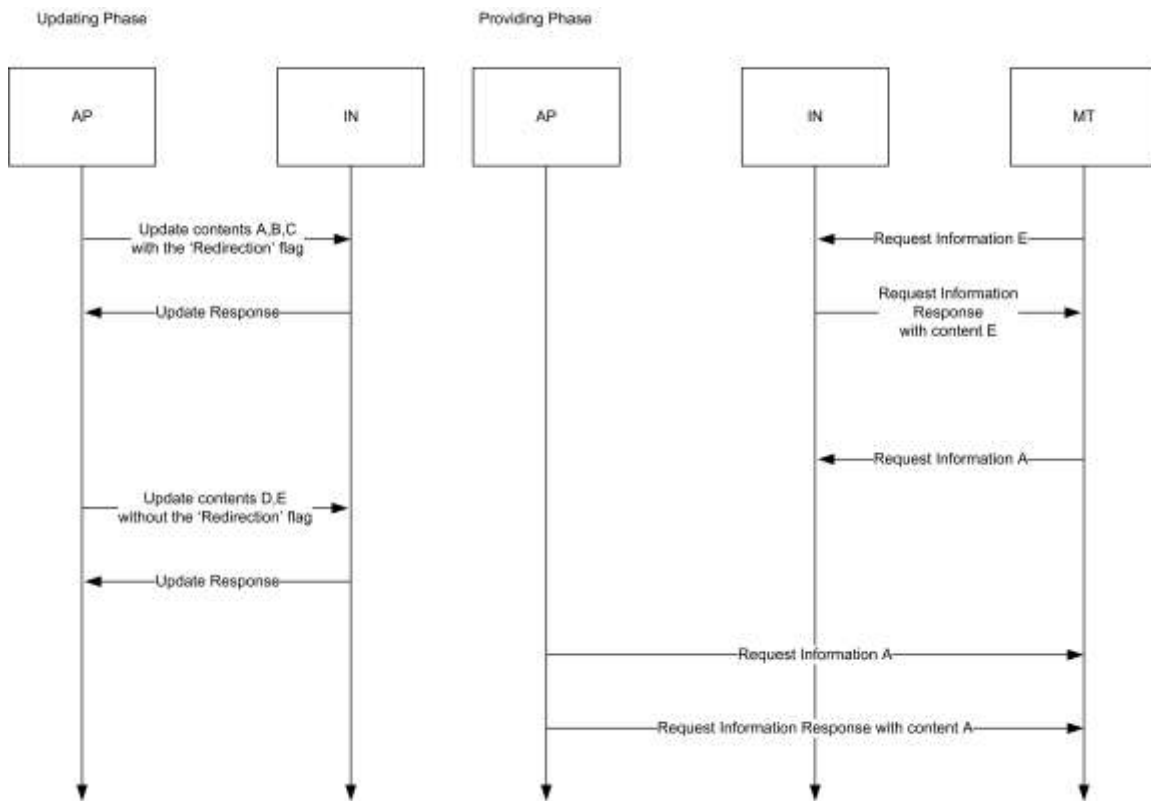 Updating Phase
Providing Phase
AP
IN
AP
IN
MT
Update contents A,B,C
with the ‘Redirection’ flag
Request Information E
Update Response
Request Information
Response
with content E
Request Information A
Update contents D,E
without the ‘Redirection’ flag
Update Response
Request Information A
Request Information Response with content A